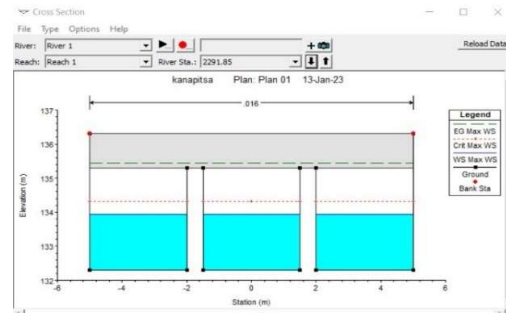 Cross Section
File Type Options Help
River: River 1
Reload Data
Reach: Reach 1 River Sta.: 2291.85
kanapitsa Plan: Plan 01 13-Jan-23
.016
Legend
EG Max WS
Crit Max WS
WS Max WS
Ground
Bank Sta
137
136
135
134
133
132
Elevation (m)
-6 -4 -2 0 2 4 6
Station (m)